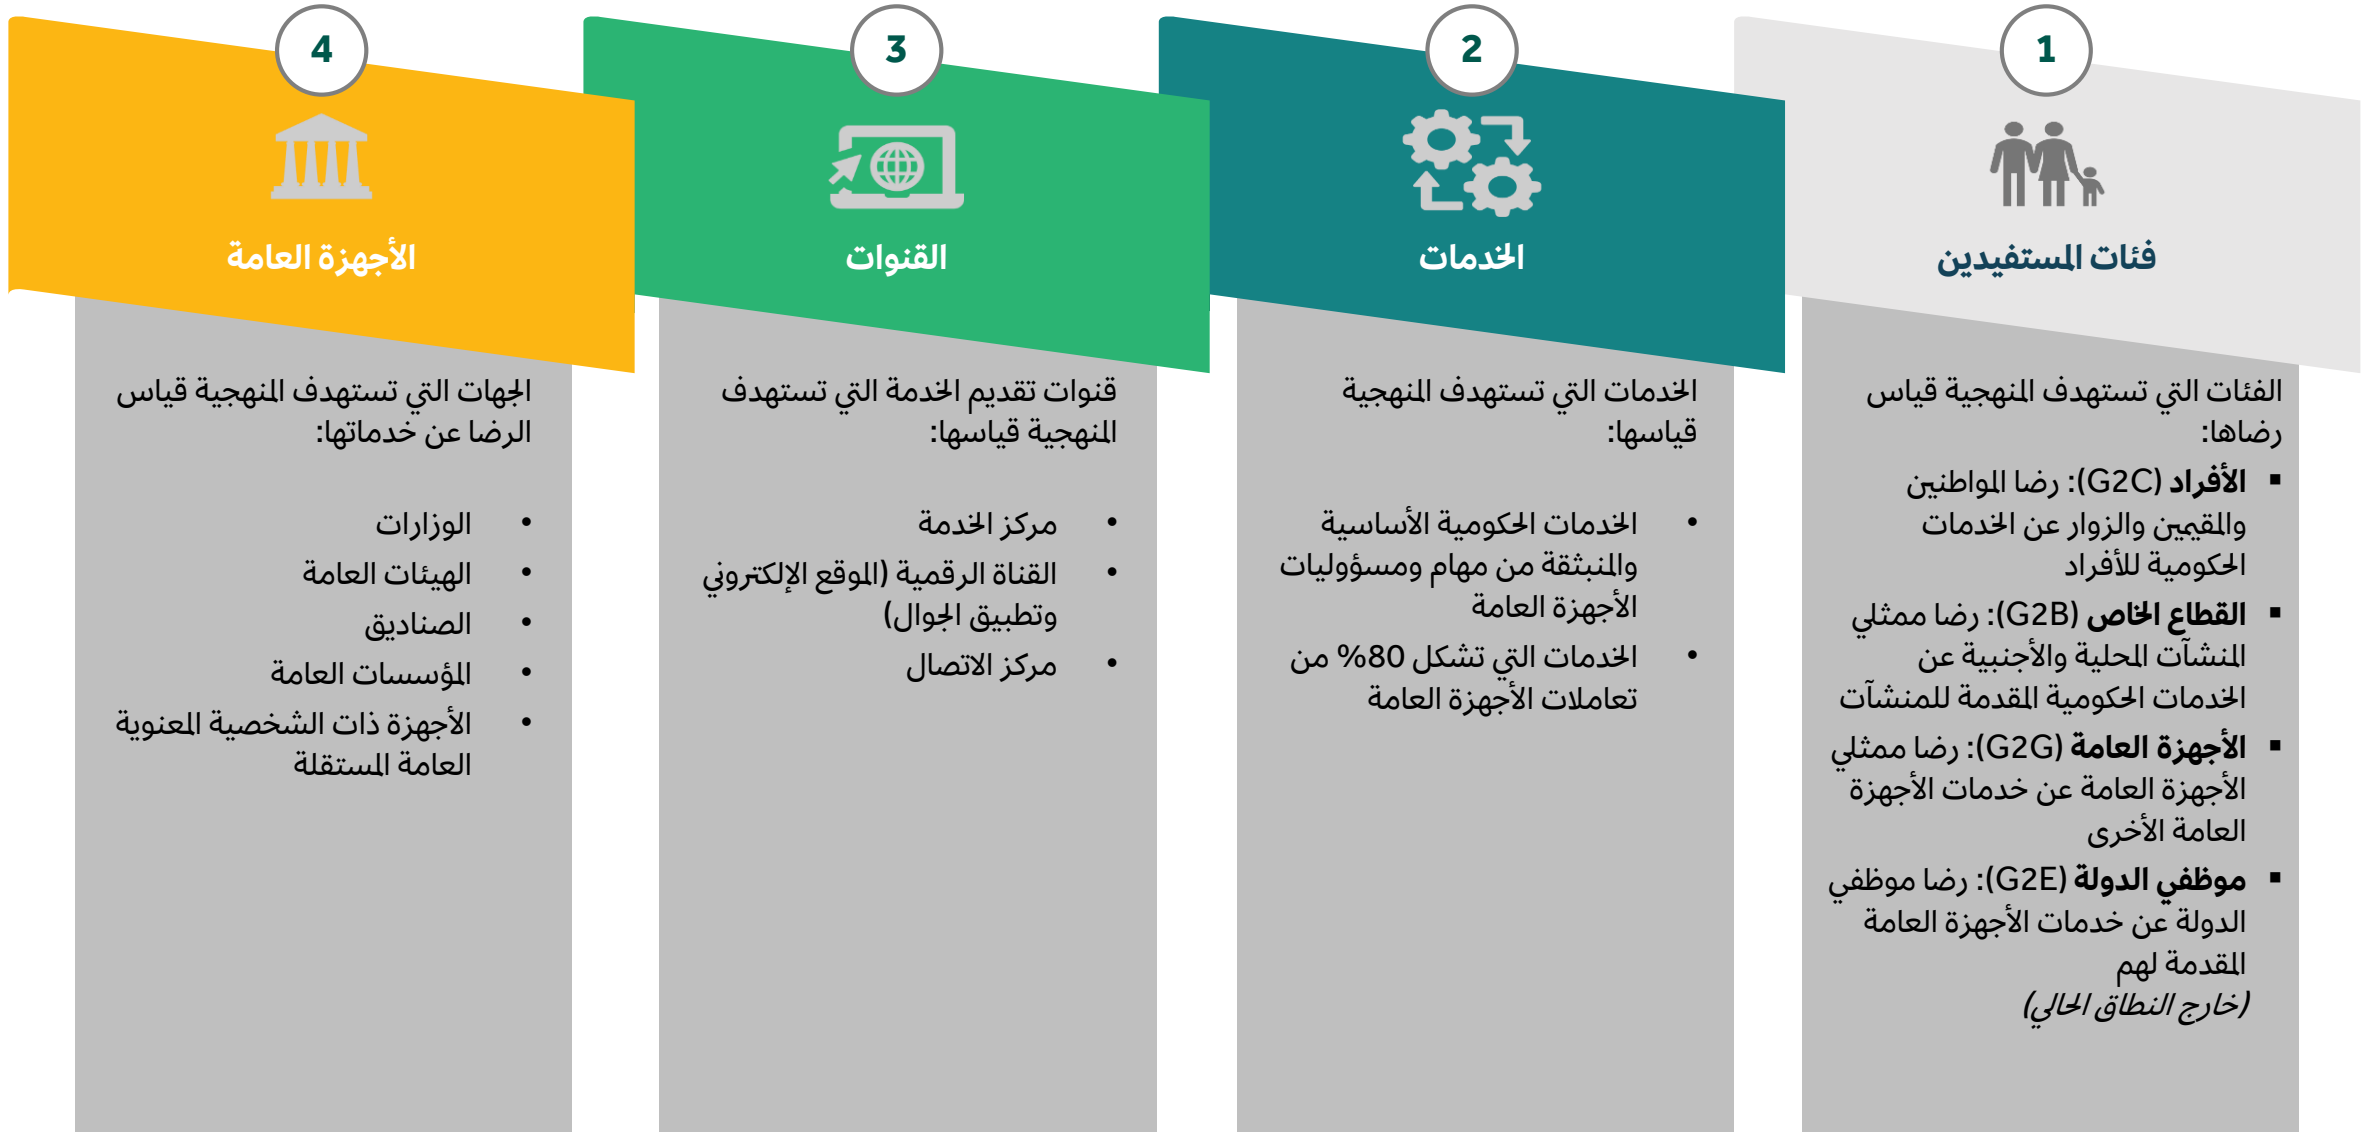 1
فئات المستفيدين
الفئات التي تستهدف المنهجية قياس
رضاها:
▪ الأفراد (G2C): رضا المواطنين
والمقيمين والزوار عن الخدمات
الحكومية للأفراد
▪ القطاع الخاص (G2B): رضا ممثلي
المنشآت المحلية والأجنبية عن
الخدمات الحكومية المقدمة للمنشآت
▪ الأجهزة العامة (G2G): رضا ممثلي
الأجهزة العامة عن خدمات الأجهزة
العامة الأخرى
▪ موظفي الدولة (G2E): رضا موظفي
الدولة عن خدمات الأجهزة العامة
المقدمة لهم
(خارج النطاق الحالي)
2
الخدمات
الخدمات التي تستهدف المنهجية
قياسها:
• الخدمات الحكومية الأساسية
والمنبثقة من مهام ومسؤوليات
الأجهزة العامة
• الخدمات التي تشكل 80% من
تعاملات الأجهزة العامة
3
القنوات
قنوات تقديم الخدمة التي تستهدف
المنهجية قياسها:
• مركز الخدمة
• القناة الرقمية (الموقع الإلكتروني
وتطبيق الجوال)
• مركز الاتصال
4
الأجهزة العامة
الجهات التي تستهدف المنهجية قياس
الرضا عن خدماتها:
• الوزارات
• الهيئات العامة
• الصناديق
• المؤسسات العامة
• الأجهزة ذات الشخصية المعنوية
العامة المستقلة